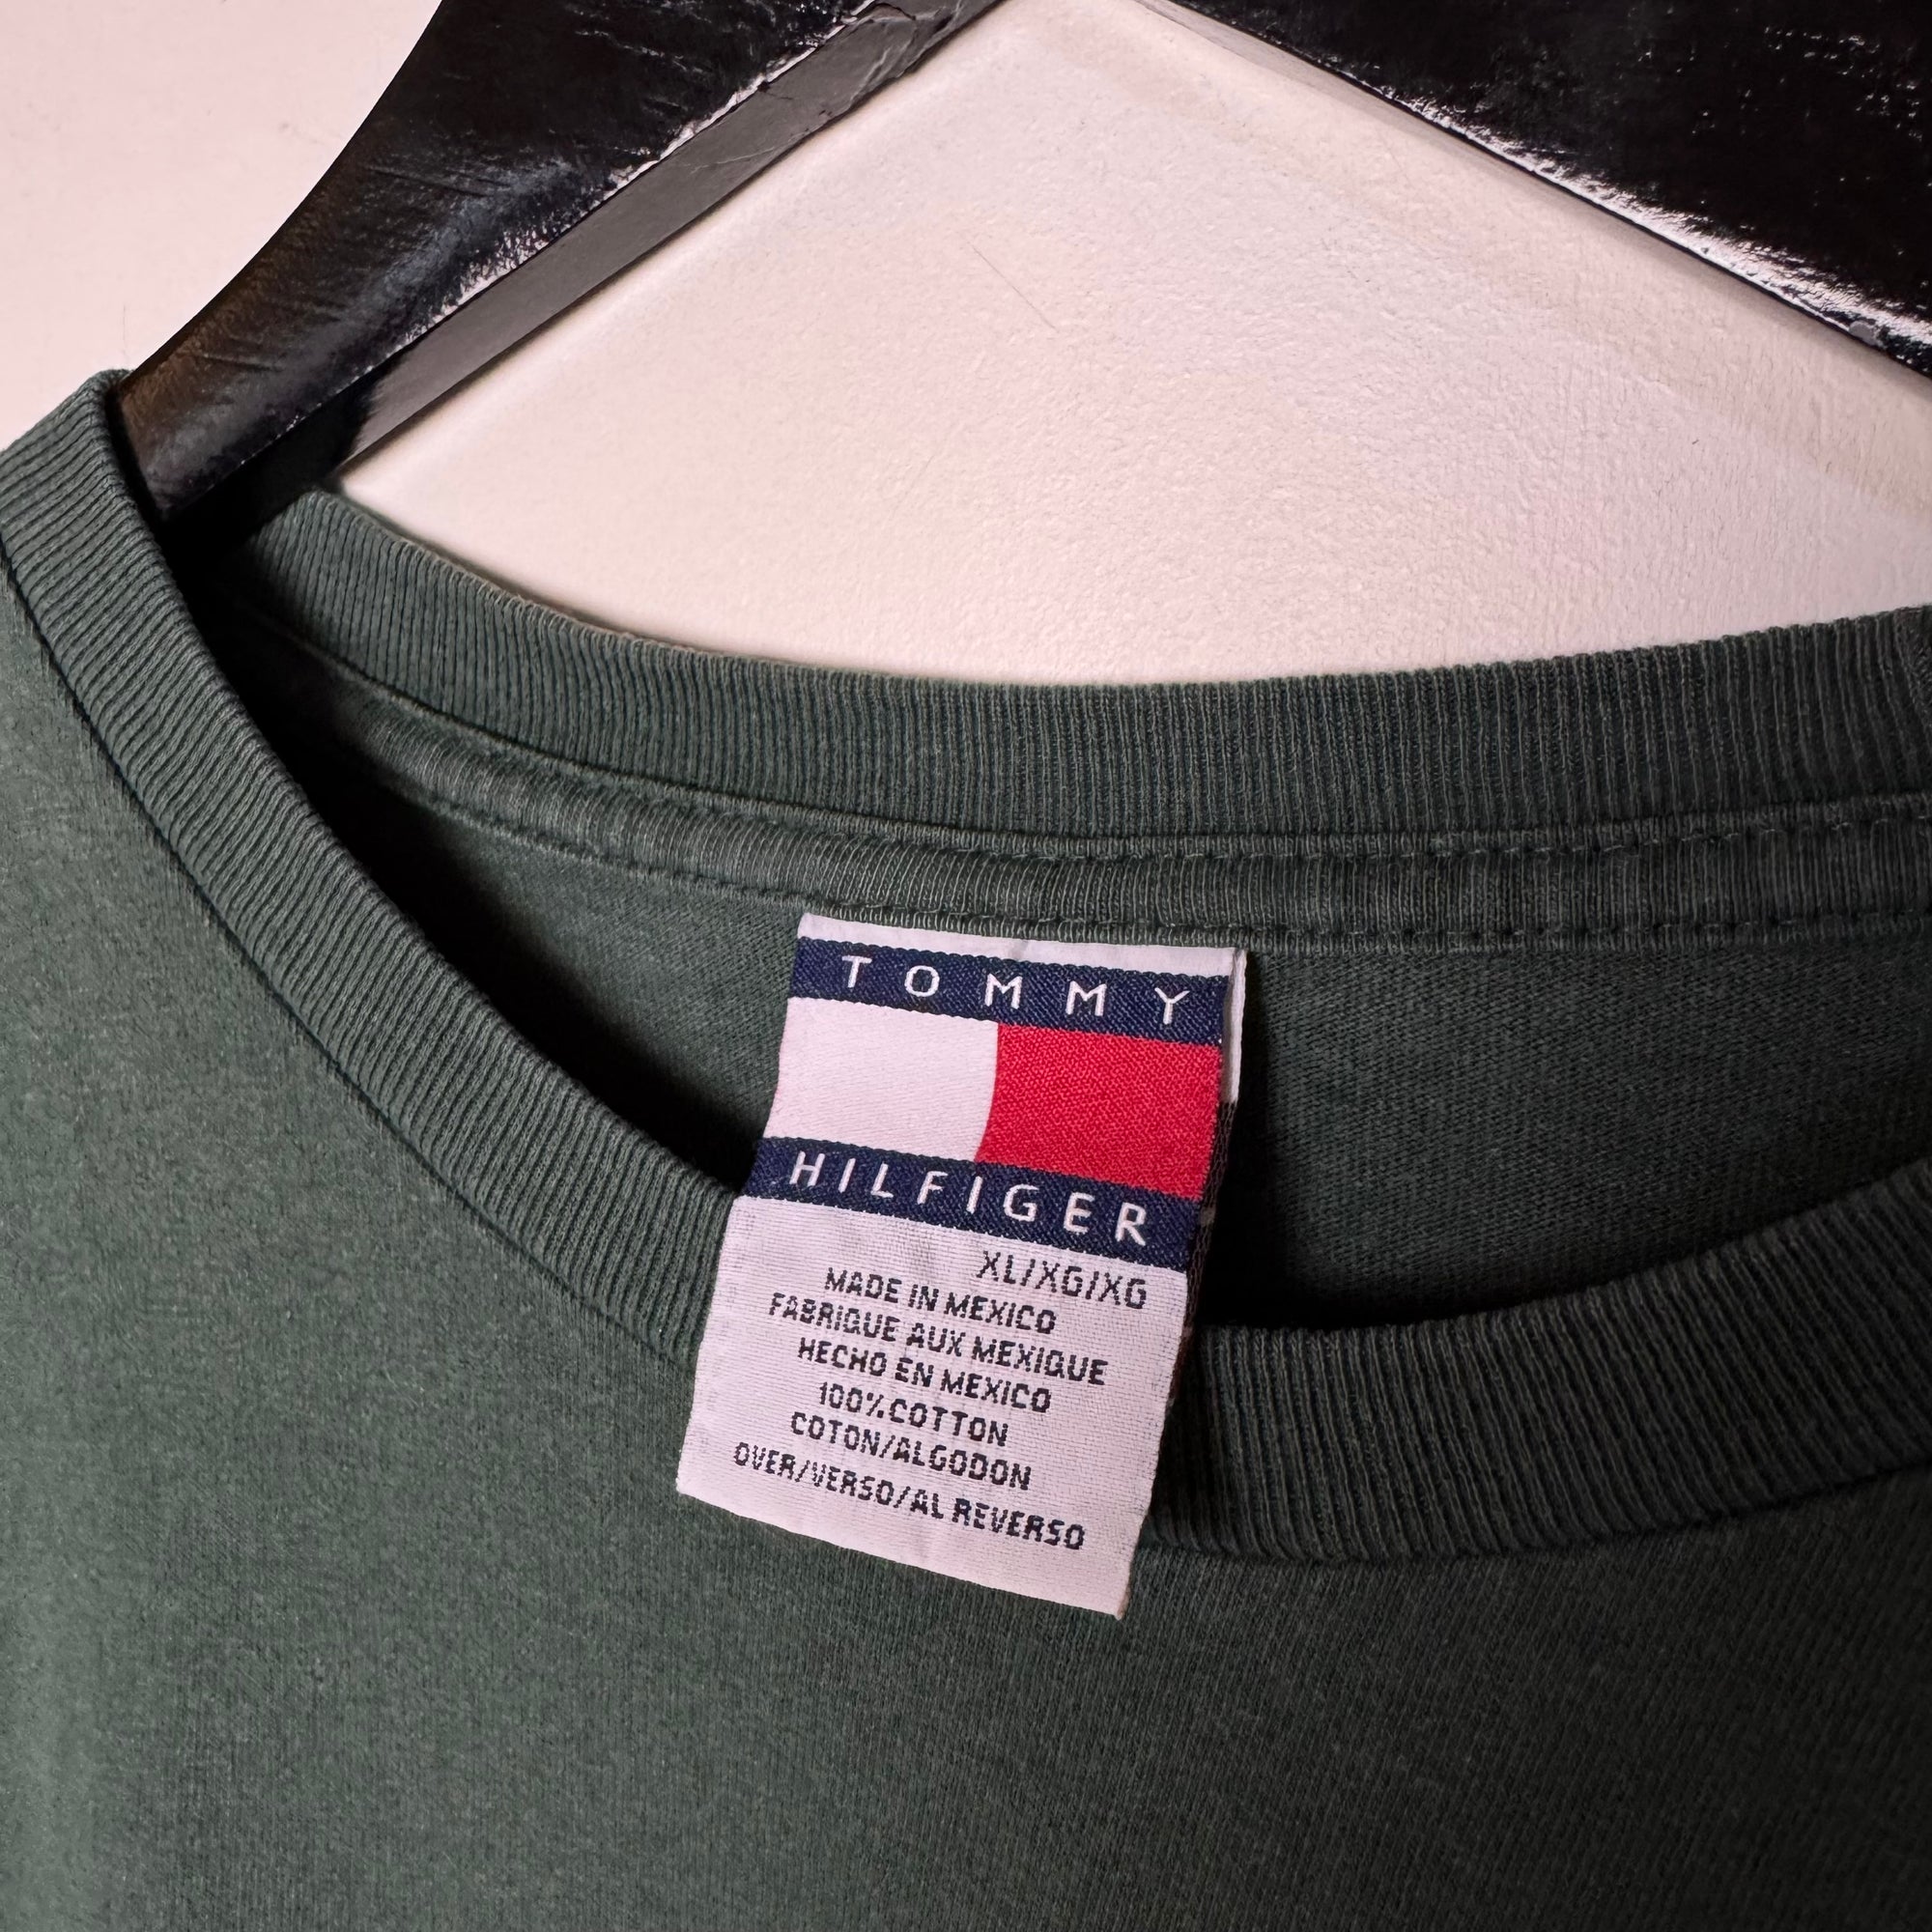 TOMMY
HILFIGER
XL/XG/XG
MADE IN MEXICO
FABRIQUE AUX MEXIQUE
HECHO EN MEXICO
100% COTTON
COTON/ALGODON
OVER/VERSO/AL REVERSO